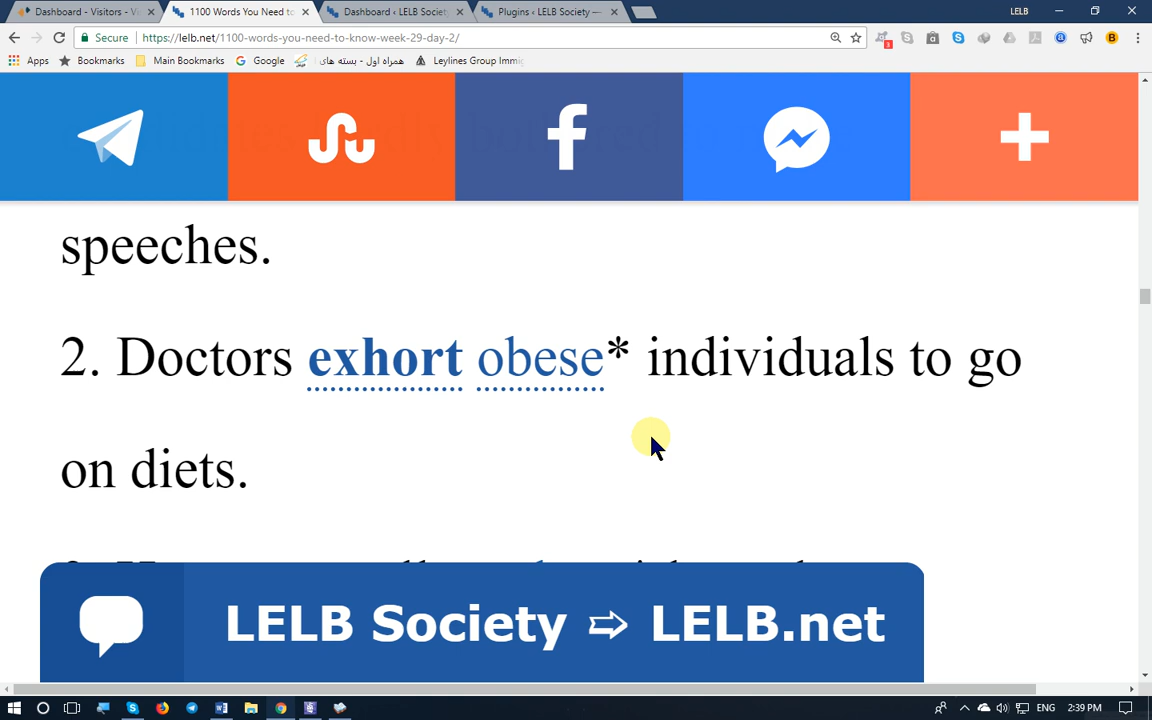 Dashboard - Visitors - Vi
1100 Words You Need to
Dashboard ‹ LELB Societ
Plugins ‹ LELB Society —
LELB
Secure
https://lelb.net/1100-words-you-need-to-know-week-29-day-2/
3
Apps
Bookmarks
Main Bookmarks
Google
همراه اول - بسته های
Leylines Group Immig
speeches.
2. Doctors exhort obese* individuals to go
on diets.
LELB Society ⇨ LELB.net
ENG
2:39 PM